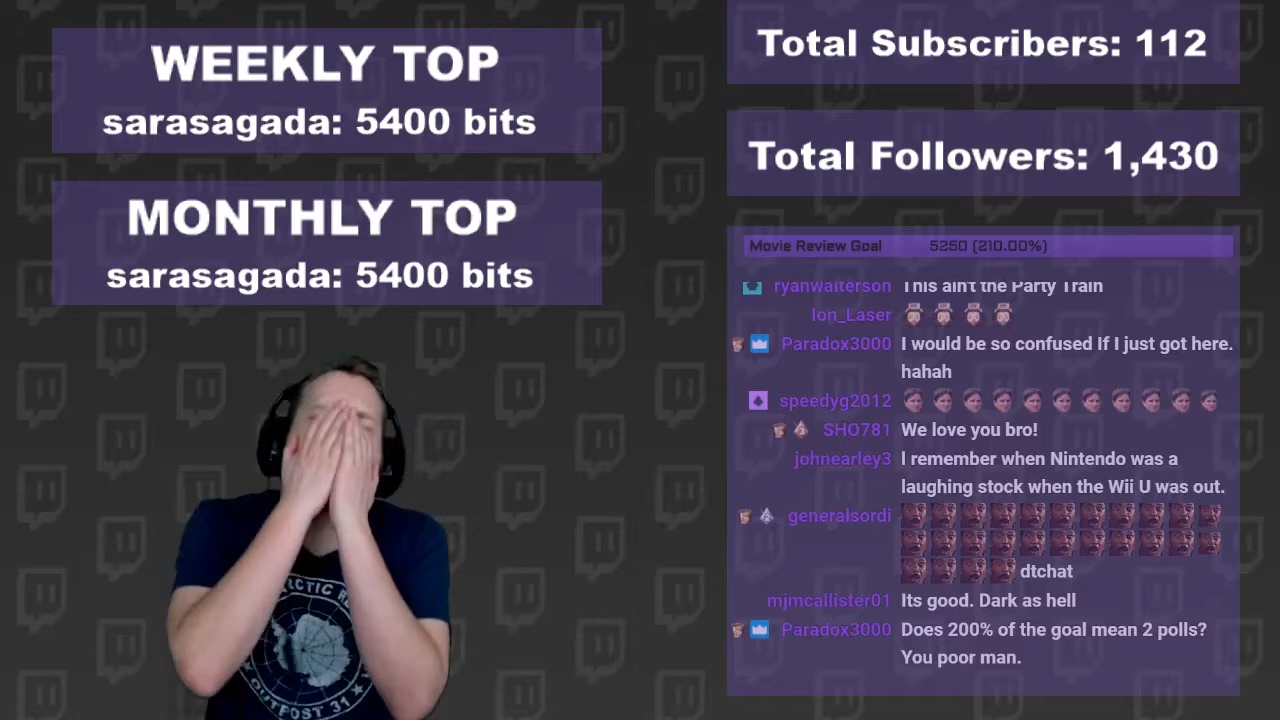 WEEKLY TOP
sarasagada: 5400 bits
MONTHLY TOP
sarasagada: 5400 bits
Total Subscribers: 112
Total Followers: 1,430
Movie Review Goal 5250 (210.00%)
ryanwalterson This ain't the Party Train
Ion_Laser
Paradox3000 I would be so confused If I just got here.
hahah
speedyg2012
SHO781 We love you bro!
johnearley3 I remember when Nintendo was a
laughing stock when the Wii U was out.
generalsordi
dtchat
mjmcallister01 Its good. Dark as hell
Paradox3000 Does 200% of the goal mean 2 polls?
You poor man.
OUTPOST 31